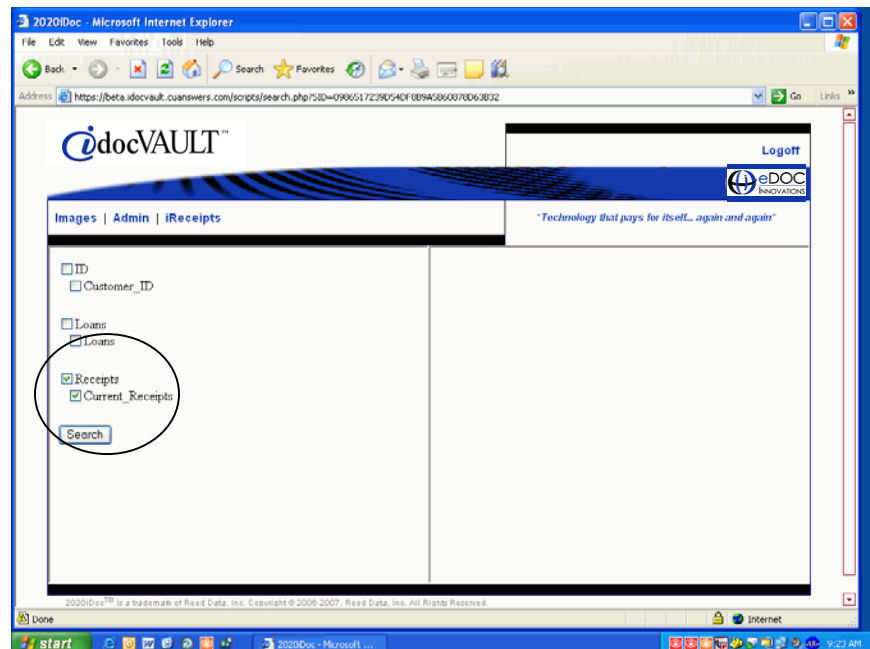 2020iDoc - Microsoft Internet Explorer
File Edit View Favorites Tools Help
Back Search Favorites
Address https://beta.idocvault.cuanswers.com/scripts/search.php? Go Links »
idocVAULT™
Logoff
eDOC
INNOVATIONS
Images | Admin | iReceipts
"Technology that pays for itself... again and again"
ID
Customer_ID
Loans
Loans
Receipts
Current_Receipts
Search
2020iDoc™ is a trademark of Reed Data, Inc. Copyright © 2006-2007, Reed Data, Inc. All Rights Reserved.
Done Internet
start 2020iDoc - Microsoft ... 9:23 AM